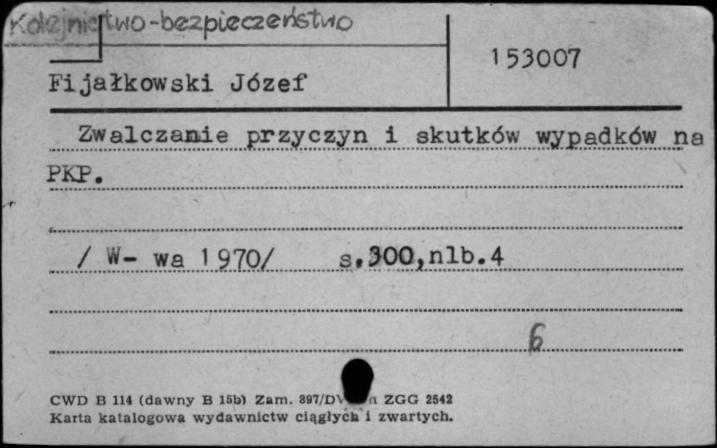 Kolejnictwo-bezpieczeństwo
153007
Fijałkowski Józef
Zwalczanie przyczyn i skutków wypadków na
PKP.
/ W- wa 1970/ s.300,nlb.4
6
CWD B 114 (dawny B 15b) Zam. 897/DV ZGG 2542
Karta katalogowa wydawnictw ciągłych i zwartych.